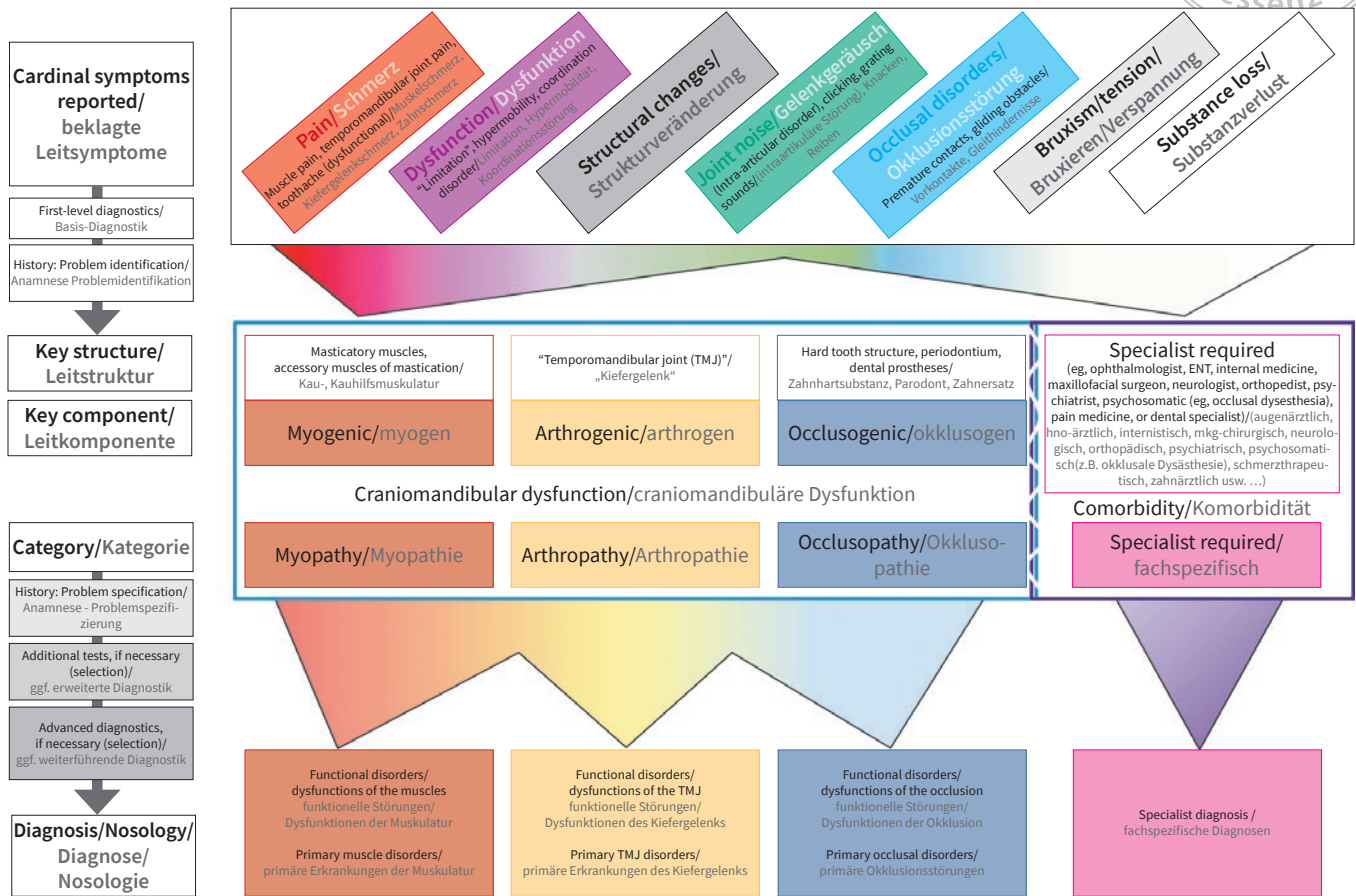 essenz
Cardinal symptoms
reported/
beklagte
Leitsymptome
First-level diagnostics/
Basis-Diagnostik
History: Problem identification/
Anamnese Problemidentifikation
Key structure/
Leitstruktur
Key component/
Leitkomponente
Category/Kategorie
History: Problem specification/
Anamnese - Problemspezifi-
zierung
Additional tests, if necessary
(selection)/
ggf. erweiterte Diagnostik
Advanced diagnostics,
if necessary (selection)/
ggf. weiterführende Diagnostik
Diagnosis/Nosology/
Diagnose/
Nosologie
Pain/Schmerz
Muscle pain, temporomandibular joint pain,
toothache (dysfunctional)/Muskelschmerz,
Kiefergelenkschmerz, Zahnschmerz
Dysfunction/Dysfunktion
“Limitation”, hypermobility, coordination
disorder/Limitation, Hypermobilität,
Koordinationsstörung
Structural changes/
Strukturveränderung
Joint noise/Gelenkgeräusch
(Intra-articular disorder), clicking, grating
sounds/(intraartikuläre Störung), Knacken,
Reiben
Occlusal disorders/
Okklusionsstörung
Premature contacts, gliding obstacles/
Vorkontakte, Gleithindernisse
Bruxism/tension/
Bruxieren/Verspannung
Substance loss/
Substanzverlust
Masticatory muscles,
accessory muscles of mastication/
Kau-, Kauhilfsmuskulatur
Myogenic/myogen
“Temporomandibular joint (TMJ)”/
„Kiefergelenk“
Arthrogenic/arthrogen
Hard tooth structure, periodontium,
dental prostheses/
Zahnhartsubstanz, Parodont, Zahnersatz
Occlusogenic/okklusogen
Craniomandibular dysfunction/craniomandibuläre Dysfunktion
Myopathy/Myopathie
Arthropathy/Arthropathie
Occlusopathy/Okkluso-
pathie
Specialist required
(eg, ophthalmologist, ENT, internal medicine,
maxillofacial surgeon, neurologist, orthopedist, psy-
chiatrist, psychosomatic (eg, occlusal dysesthesia),
pain medicine, or dental specialist)/(augenärztlich,
hno-ärztlich, internistisch, mkg-chirurgisch, neurolo-
gisch, orthopädisch, psychiatrisch, psychosomati-
sch(z.B. okklusale Dysästhesie), schmerzthrapeu-
tisch, zahnärztlich usw. …)
Comorbidity/Komorbidität
Specialist required/
fachspezifisch
Functional disorders/
dysfunctions of the muscles
funktionelle Störungen/
Dysfunktionen der Muskulatur
Primary muscle disorders/
primäre Erkrankungen der Muskulatur
Functional disorders/
dysfunctions of the TMJ
funktionelle Störungen/
Dysfunktionen des Kiefergelenks
Primary TMJ disorders/
primäre Erkrankungen des Kiefergelenks
Functional disorders/
dysfunctions of the occlusion
funktionelle Störungen/
Dysfunktionen der Okklusion
Primary occlusal disorders/
primäre Okklusionsstörungen
Specialist diagnosis /
fachspezifische Diagnosen